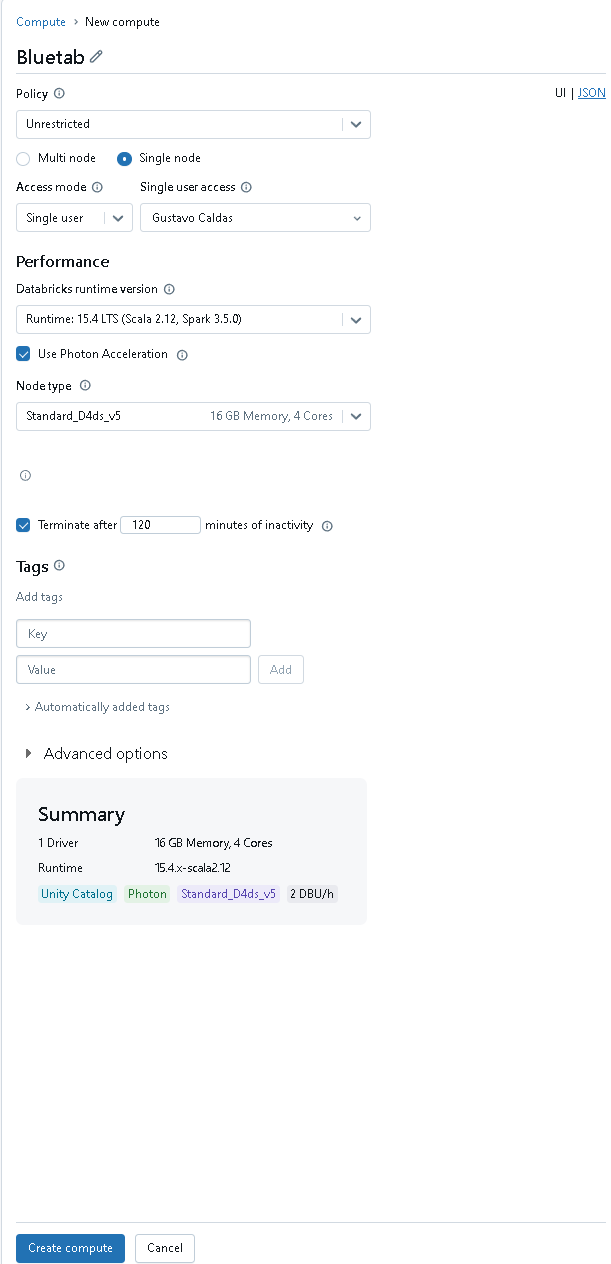 Compute > New compute
Bluetab
Policy
UI | JSON
Unrestricted
Multi node Single node
Access mode Single user access
Single user Gustavo Caldas
Performance
Databricks runtime version
Runtime: 15.4 LTS (Scala 2.12, Spark 3.5.0)
Use Photon Acceleration
Node type
Standard_D4ds_v5 16 GB Memory, 4 Cores
Terminate after 120 minutes of inactivity
Tags
Add tags
Key
Value Add
> Automatically added tags
Advanced options
Summary
1 Driver 16 GB Memory, 4 Cores
Runtime 15.4.x-scala2.12
Unity Catalog Photon Standard_D4ds_v5 2 DBU/h
Create compute Cancel